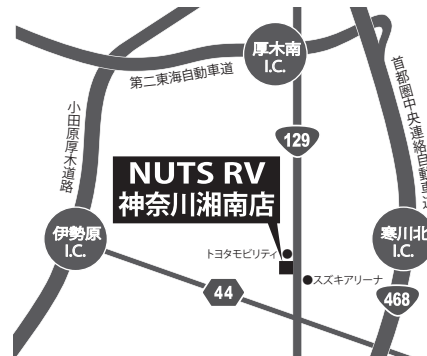 厚木南
I.C.
第二東海自動車道
首都圏中央連絡自動車道
小田原厚木道路
129
NUTS RV
神奈川湘南店
伊勢原
I.C.
トヨタモビリティ
寒川北
I.C.
スズキアリーナ
44
468